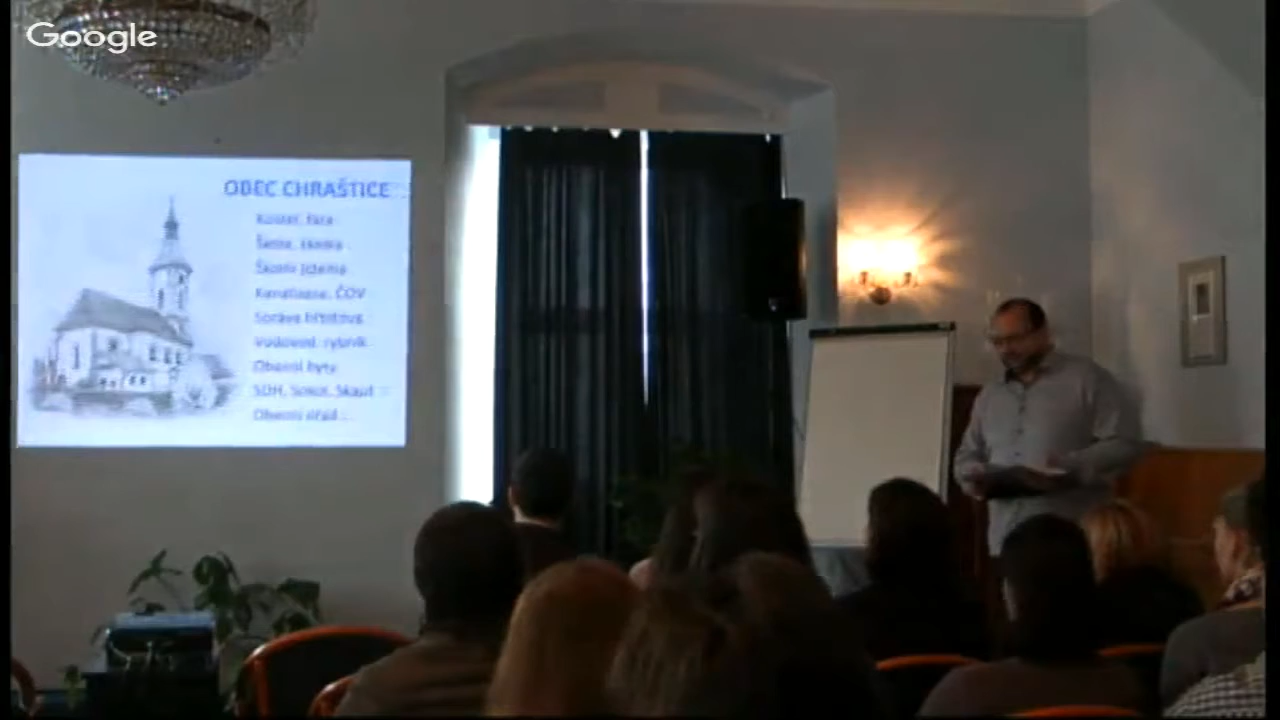 Google
OBEC CHRAŠTICE
Kostel, fara
Škola, školka
Školní jídelna
Kanalizace, ČOV
Správa hřbitova
Vodovod, rybník
Obecní byty
SDH, Sokol, Skaut
Obecní úřad ...